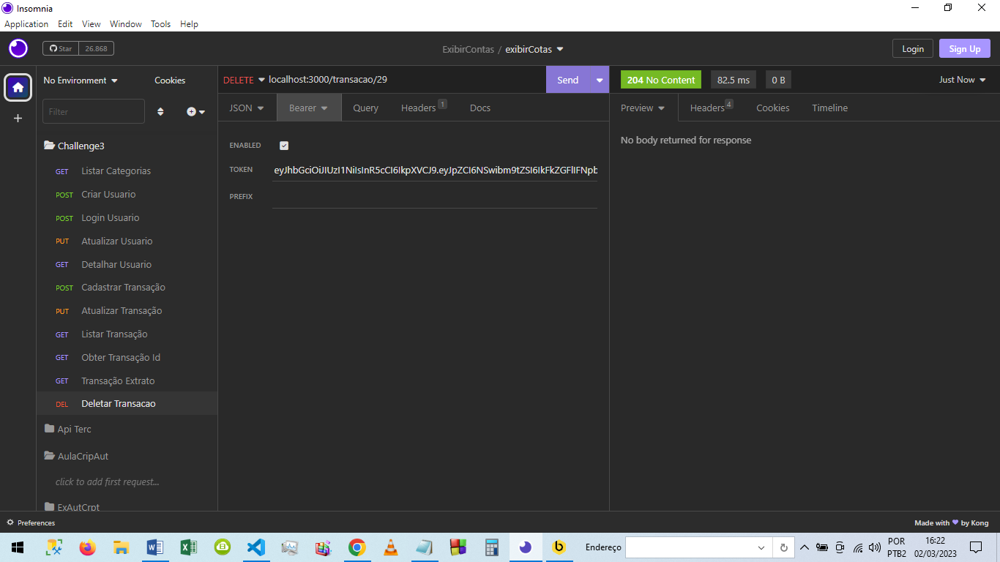 Insomnia
Application Edit View Window Tools Help
Star 26.868
ExibirContas / exibirCotas
Login Sign Up
No Environment Cookies
Filter
Challenge3
GET Listar Categorias
POST Criar Usuario
POST Login Usuario
PUT Atualizar Usuario
GET Detalhar Usuario
POST Cadastrar Transação
PUT Atualizar Transação
GET Listar Transação
GET Obter Transação Id
GET Transação Extrato
DEL Deletar Transacao
Api Terc
AulaCripAut
click to add first request...
ExAutCrpt
DELETE localhost:3000/transacao/29 Send
JSON Bearer Query Headers 1 Docs
ENABLED
TOKEN eyJhbGciOiJIUzI1NiIsInR5cCI6IkpXVCJ9.eyJpZCI6NSwibm9tZSI6IkFkZGFlIFNpb
PREFIX
204 No Content 82.5 ms 0 B Just Now
Preview Headers 4 Cookies Timeline
No body returned for response
Preferences
Made with by Kong
Endereço
POR
PTB2
16:22
02/03/2023